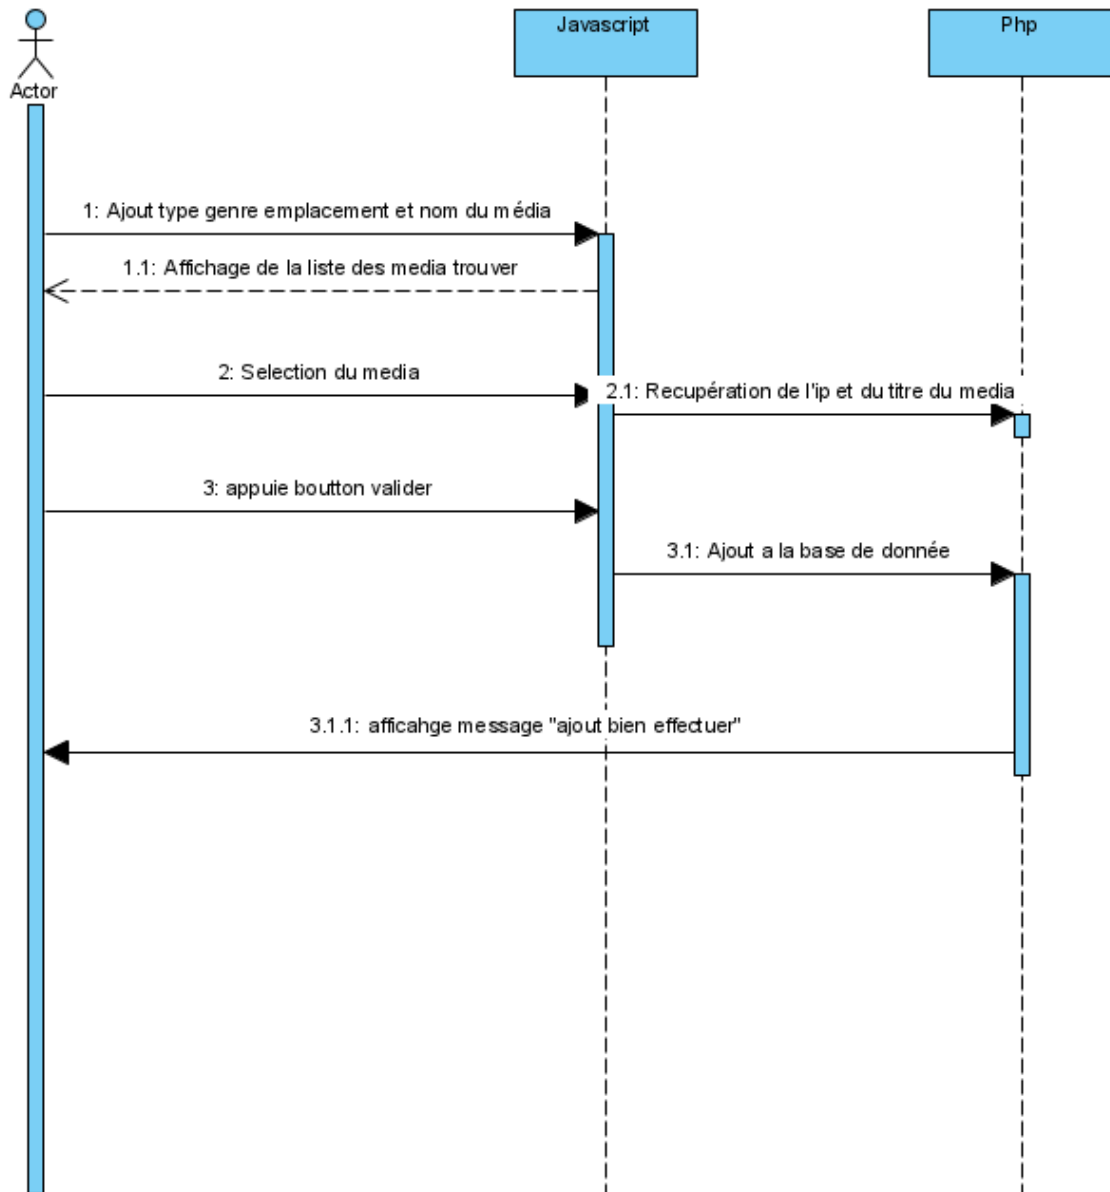 Javascript
Php
Actor
1: Ajout type genre emplacement et nom du média
1.1: Affichage de la liste des media trouver
2: Selection du media
2.1: Recupération de l'ip et du titre du media
3: appuie boutton valider
3.1: Ajout a la base de donnée
3.1.1: afficahge message "ajout bien effectuer"